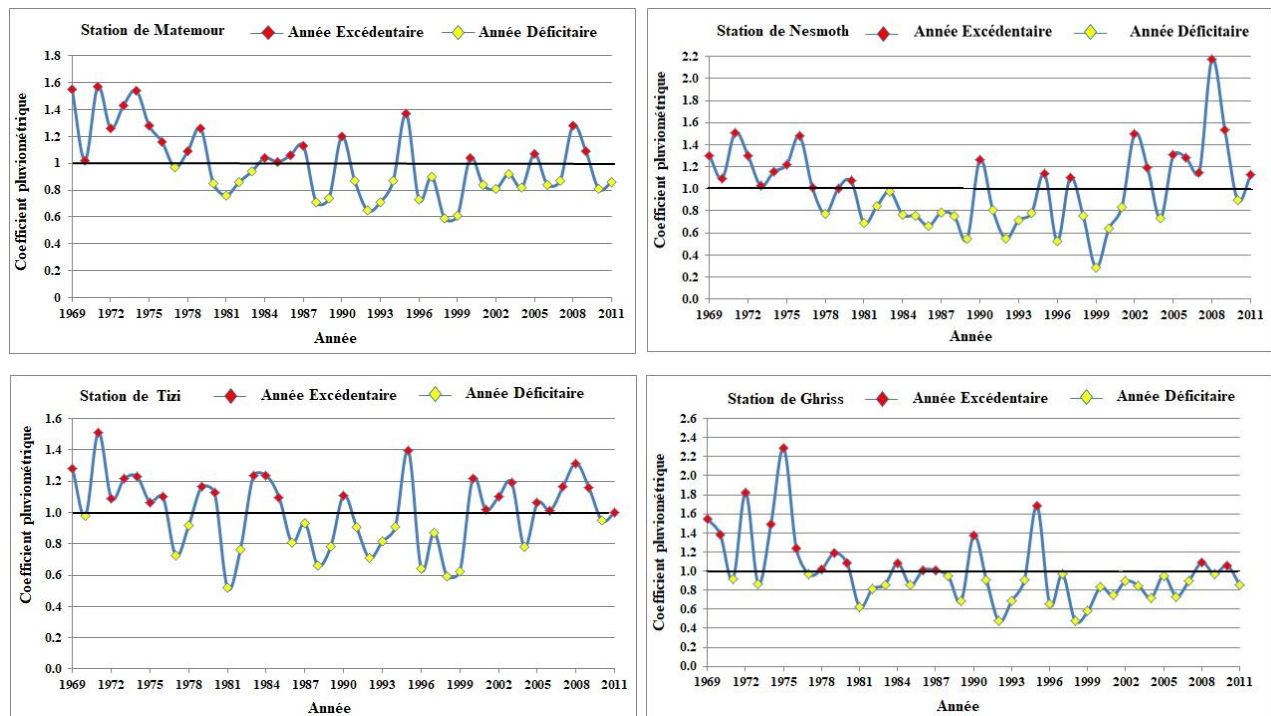 Station de Matemour Année Excédentaire Année Déficitaire
Coefficient pluviométrique
1.8
1.6
1.4
1.2
1
0.8
0.6
0.4
0.2
0
1969 1972 1975 1978 1981 1984 1987 1990 1993 1996 1999 2002 2005 2008 2011
Année
Station de Nesmoth Année Excédentaire Année Déficitaire
Coefficient pluviométrique
2.2
2.0
1.8
1.6
1.4
1.2
1.0
0.8
0.6
0.4
0.2
0.0
1969 1972 1975 1978 1981 1984 1987 1990 1993 1996 1999 2002 2005 2008 2011
Année
Station de Tizi Année Excédentaire Année Déficitaire
Coefficient pluviométrique
1.6
1.4
1.2
1.0
0.8
0.6
0.4
0.2
0.0
1969 1972 1975 1978 1981 1984 1987 1990 1993 1996 1999 2002 2005 2008 2011
Année
Station de Ghriss Année Excédentaire Année Déficitaire
Coefficient pluviométrique
2.6
2.4
2.2
2.0
1.8
1.6
1.4
1.2
1.0
0.8
0.6
0.4
0.2
0.0
1969 1972 1975 1978 1981 1984 1987 1990 1993 1996 1999 2002 2005 2008 2011
Année